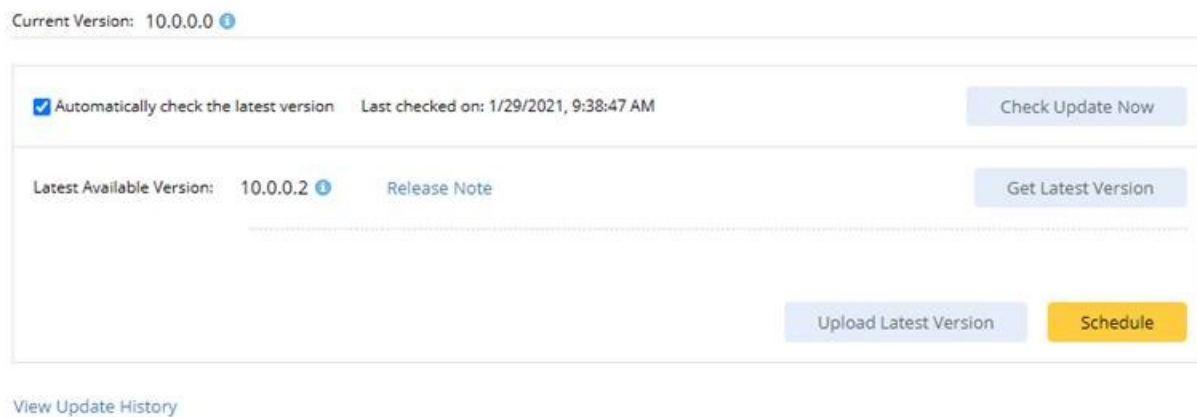 Current Version: 10.0.0.0
Automatically check the latest version Last checked on: 1/29/2021, 9:38:47 AM Check Update Now
Latest Available Version: 10.0.0.2 Release Note Get Latest Version
Upload Latest Version Schedule
View Update History